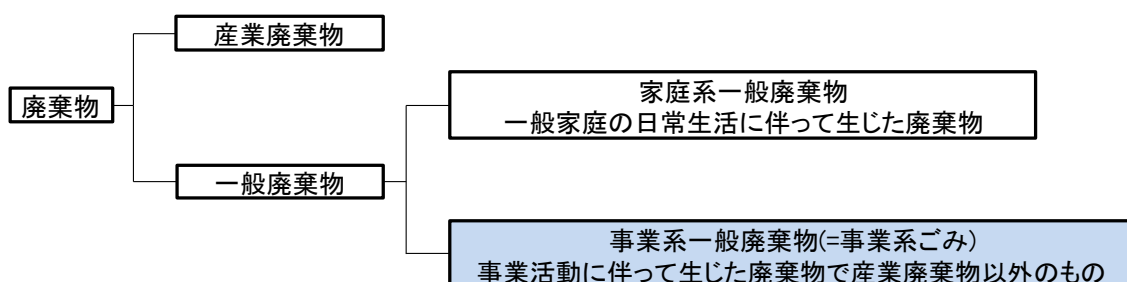 産業廃棄物
廃棄物
家庭系一般廃棄物
一般家庭の日常生活に伴って生じた廃棄物
一般廃棄物
事業系一般廃棄物(=事業系ごみ)
事業活動に伴って生じた廃棄物で産業廃棄物以外のもの